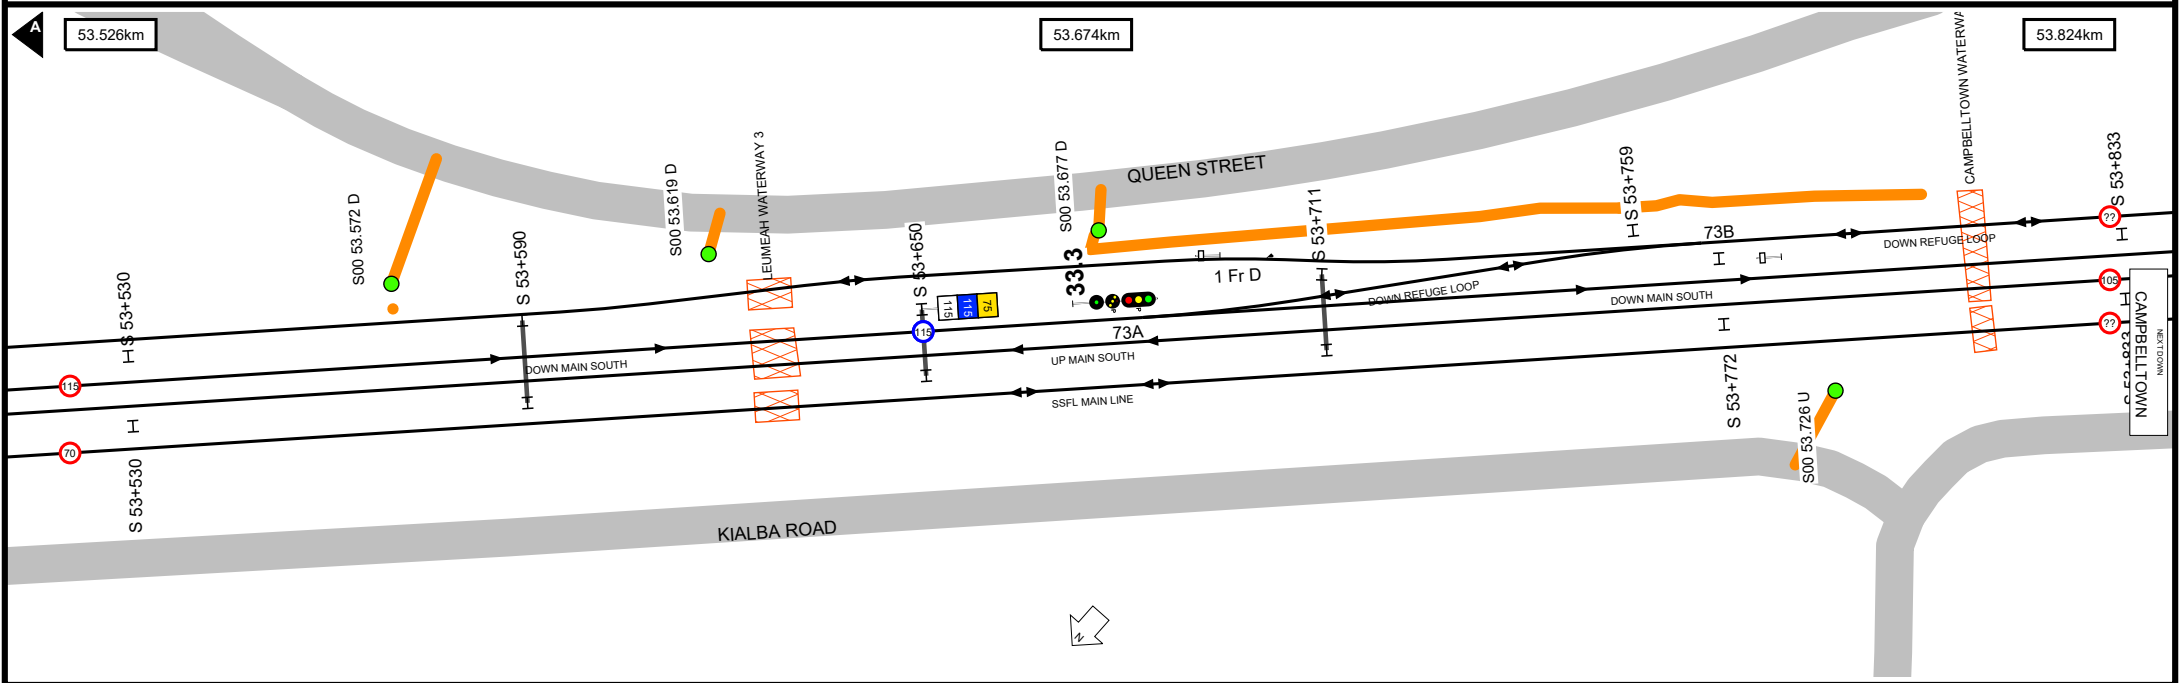 A
53.526km
53.674km
53.824km
CAMPBELLTOWN WATERWA
S00 53.572 D
S00 53.619 D
LEUMEAH WATERWAY 3
S00 53.677 D
QUEEN STREET
S 53+530
S 53+590
S 53+650
33.3
S 53+711
S 53+759
S 53+833
73B
??
DOWN REFUGE LOOP
1 Fr D
DOWN REFUGE LOOP
DOWN MAIN SOUTH
105
115
115
75
115
73A
??
115
DOWN MAIN SOUTH
UP MAIN SOUTH
SSFL MAIN LINE
70
S 53+530
S 53+772
S00 53.726 U
S 53+833
CAMPBELLTOWN
NEXT DOWN
KIALBA ROAD
N